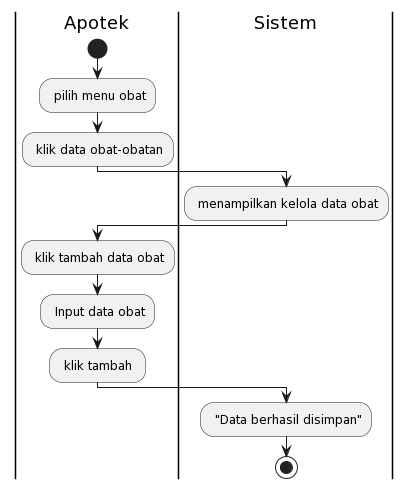 Apotek
Sistem
pilih menu obat
klik data obat-obatan
menampilkan kelola data obat
klik tambah data obat
Input data obat
klik tambah
"Data berhasil disimpan"